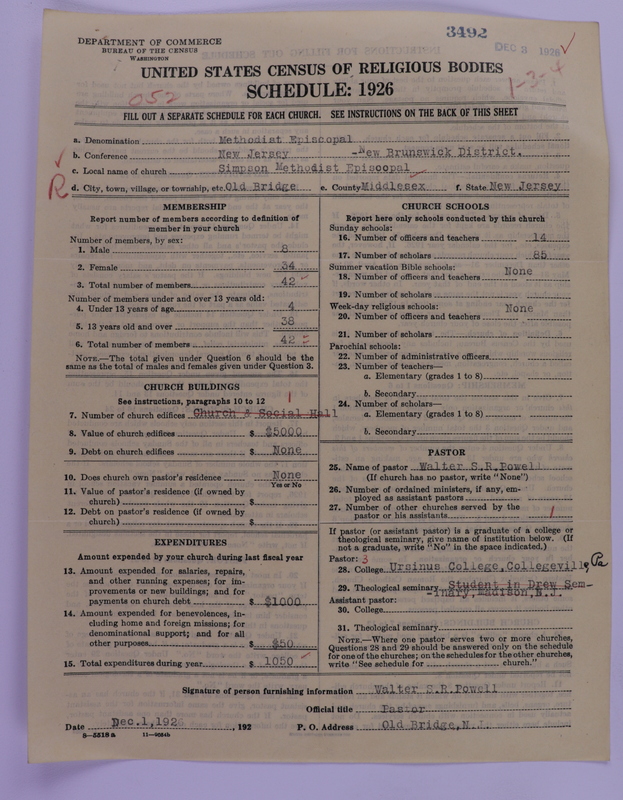 3492
DEC 3 1926
DEPARTMENT OF COMMERCE
BUREAU OF THE CENSUS
WASHINGTON
UNITED STATES CENSUS OF RELIGIOUS BODIES
1-3-4
SCHEDULE: 1926
052
FILL OUT A SEPARATE SCHEDULE FOR EACH CHURCH. SEE INSTRUCTIONS ON THE BACK OF THIS SHEET
a. Denomination Methodist Episcopal
b. Conference New Jersey -New Brunswick District.
c. Local name of church Simpson Methodist Episcopal
R d. City, town, village, or township, etc. Old Bridge e. County Middlesex f. State New Jersey
MEMBERSHIP
Report number of members according to definition of
member in your church
Number of members, by sex:
1. Male 8
2. Female 34
3. Total number of members 42
Number of members under and over 13 years old:
4. Under 13 years of age 4
5. 13 years old and over 38
6. Total number of members 42
NOTE.—The total given under Question 6 should be the
same as the total of males and females given under Question 3.
CHURCH BUILDINGS
See instructions, paragraphs 10 to 12
1
7. Number of church edifices Church & Social Hall
8. Value of church edifices $ $5000
9. Debt on church edifices $ None
10. Does church own pastor's residence None
Yes or No
11. Value of pastor's residence (if owned by
church) $
12. Debt on pastor's residence (if owned by
church) $
EXPENDITURES
Amount expended by your church during last fiscal year
13. Amount expended for salaries, repairs,
and other running expenses; for im-
provements or new buildings; and for
payments on church debt $ $1000
14. Amount expended for benevolences, in-
cluding home and foreign missions; for
denominational support; and for all
other purposes $ $50
15. Total expenditures during year $ 1050
CHURCH SCHOOLS
Report here only schools conducted by this church
Sunday schools:
16. Number of officers and teachers 14
17. Number of scholars 85
Summer vacation Bible schools:
18. Number of officers and teachers None
19. Number of scholars
Week-day religious schools:
20. Number of officers and teachers None
21. Number of scholars
Parochial schools:
22. Number of administrative officers
23. Number of teachers—
a. Elementary (grades 1 to 8)
b. Secondary
24. Number of scholars—
a. Elementary (grades 1 to 8)
b. Secondary
PASTOR
25. Name of pastor Walter S.R.Powell
(If church has no pastor, write "None")
26. Number of ordained ministers, if any, em-
ployed as assistant pastors
27. Number of other churches served by the
pastor or his assistants 1
If pastor (or assistant pastor) is a graduate of a college or
theological seminary, give name of institution below. (If
not a graduate, write "No" in the space indicated.)
Pastor: 3
28. College Ursinus College,Collegeville, Pa
29. Theological seminary Student in Drew Sem-
-inary,Madison,N.J.
Assistant pastor:
30. College
31. Theological seminary
NOTE.—Where one pastor serves two or more churches,
Questions 28 and 29 should be answered only on the schedule
for one of the churches; on the schedules for the other churches,
write "See schedule for church."
Signature of person furnishing information Walter S.R.Powell
Official title Pastor
Date Dec.1,1926, 192 P. O. Address Old Bridge,N.J.
8—5518a 11—9084b